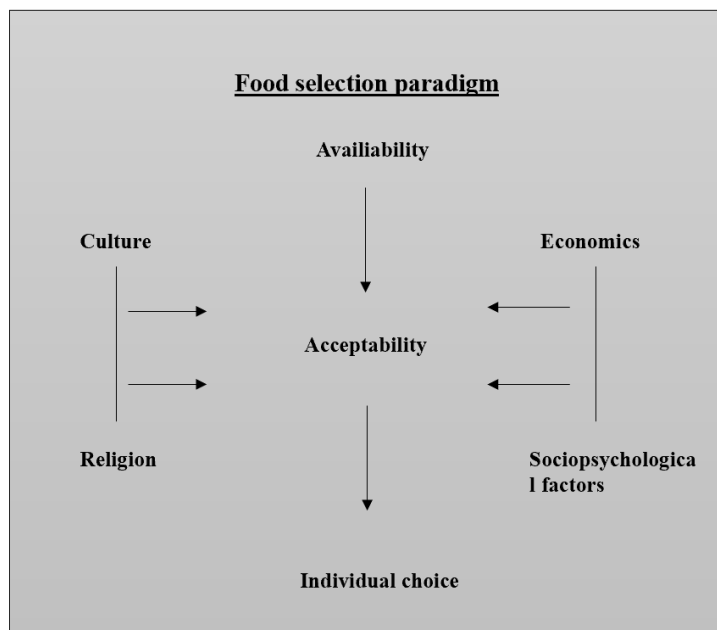 Food selection paradigm
Availiability
Culture
Economics
Acceptability
Religion
Sociopsychologica
l factors
Individual choice